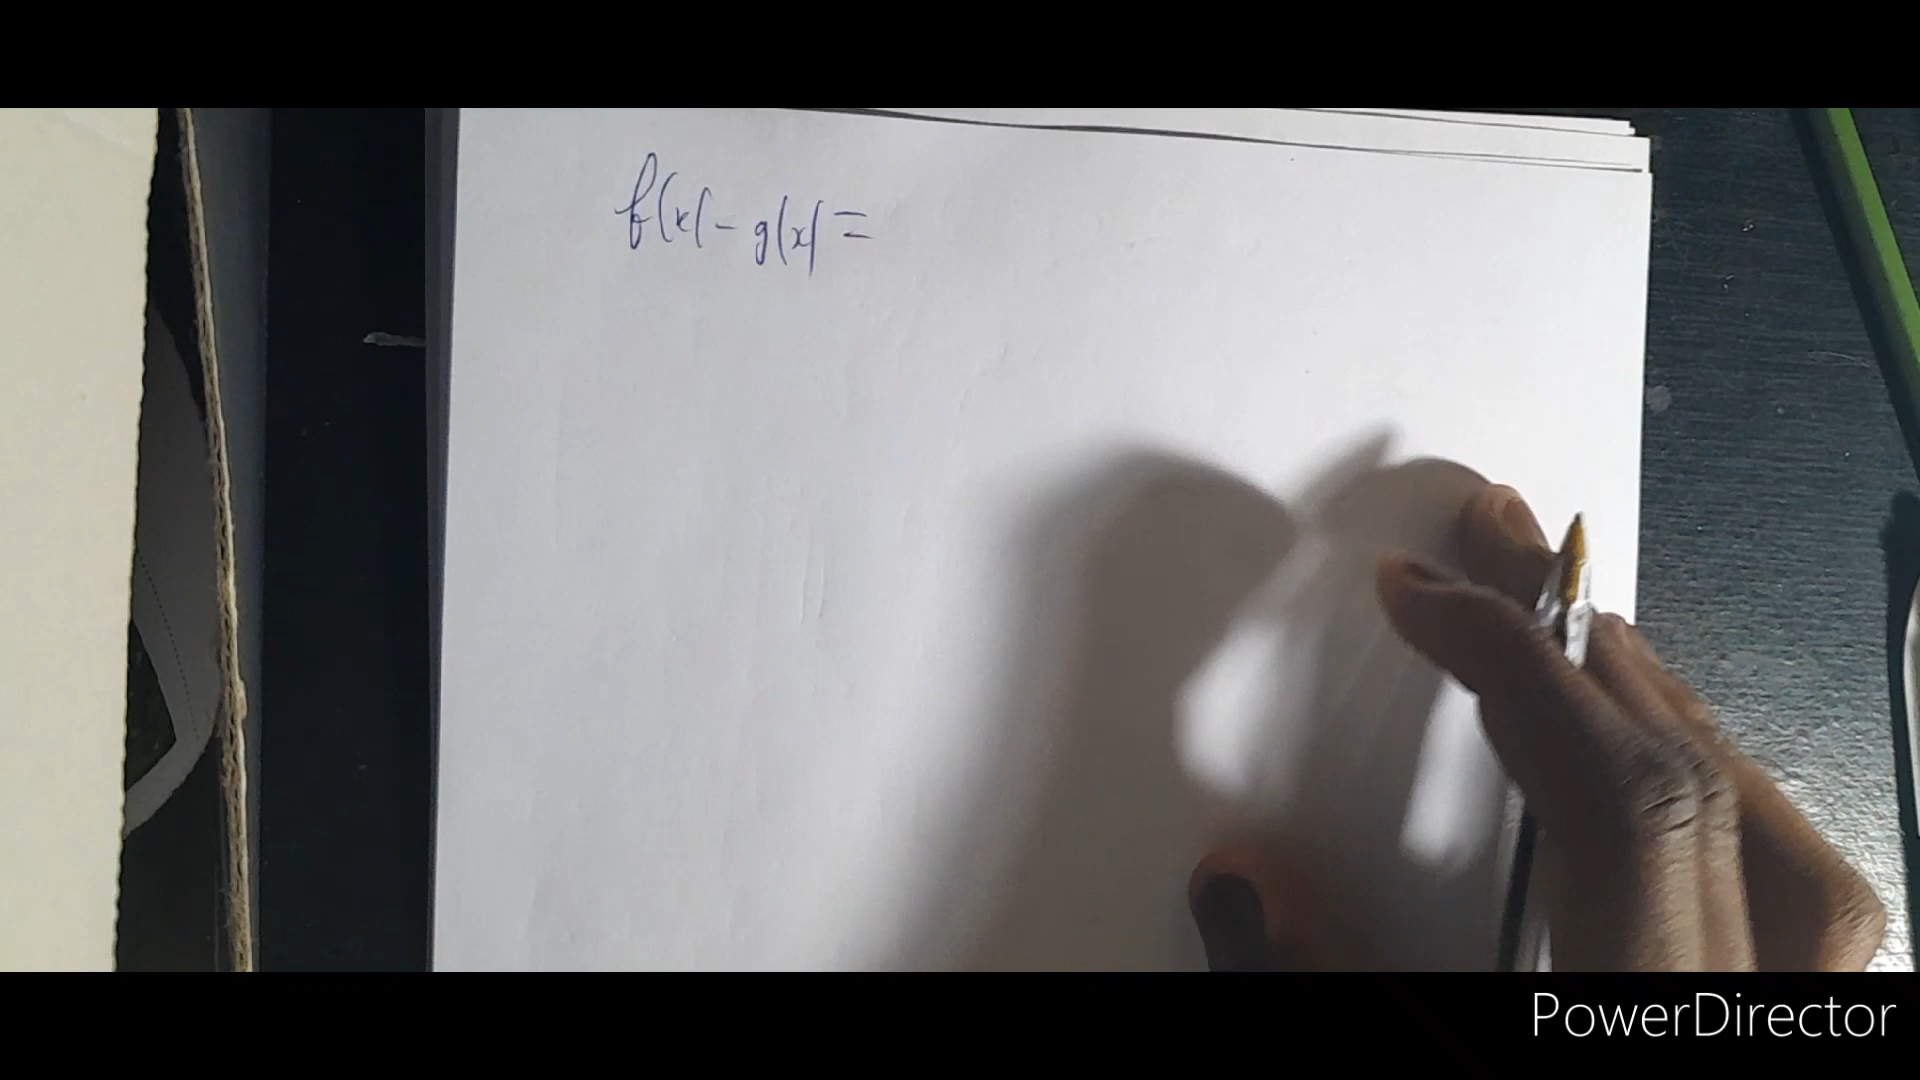 f(x) - g(x) =
PowerDirector